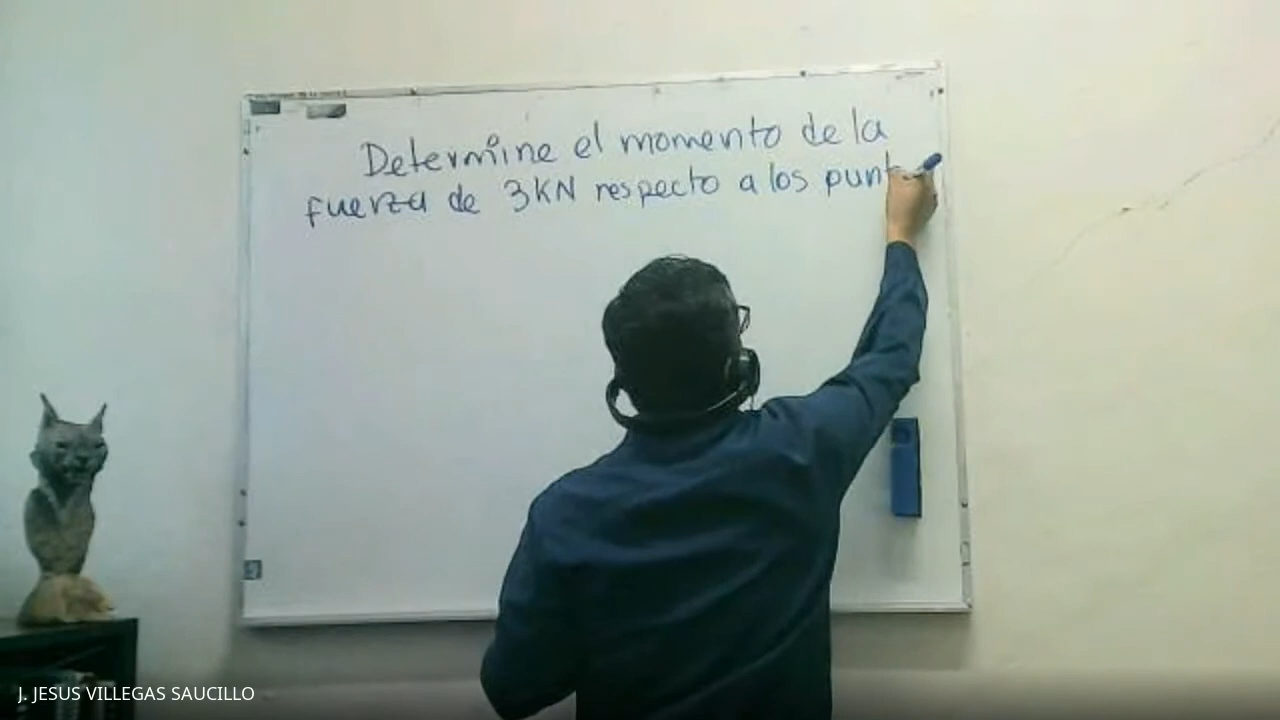 Determine el momento de la
fuerza de 3KN respecto a los punt
J. JESUS VILLEGAS SAUCILLO